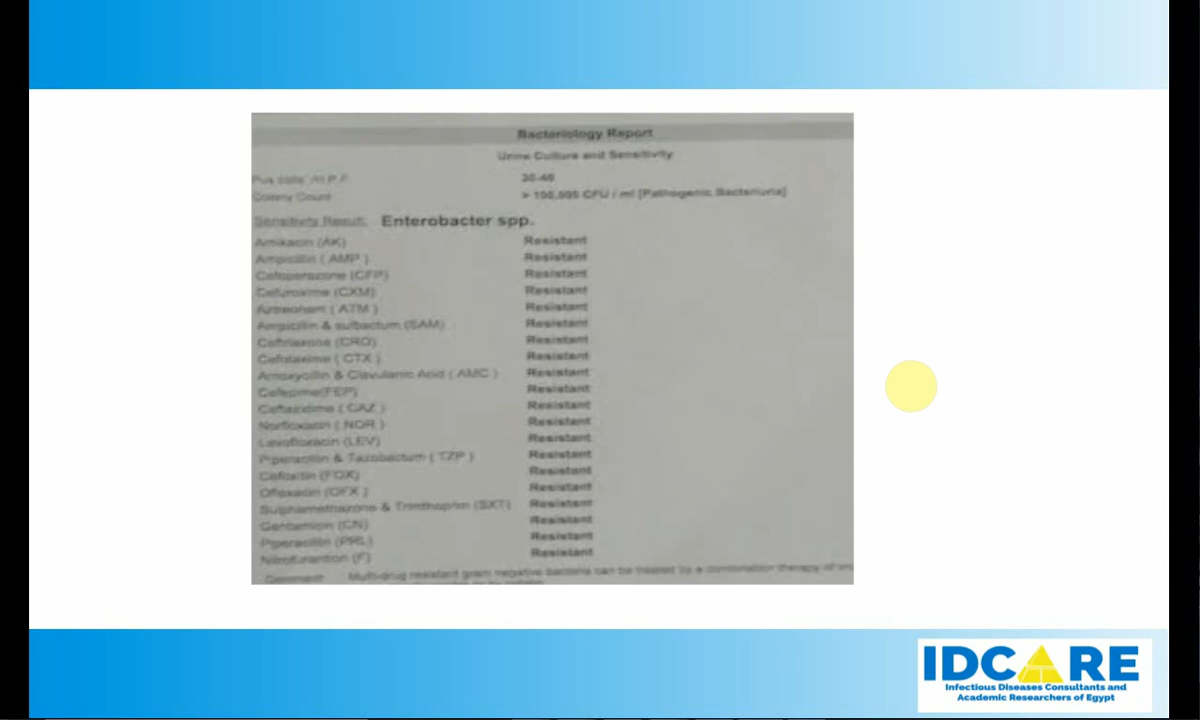 Bacteriology Report
Urine Culture and Sensitivity
Pus cells /H.P.F 30-40
Colony Count > 100,000 CFU / ml [Pathogenic Bacteriuria]
Sensitivity Result: Enterobacter spp.
Amikacin (AK) Resistant
Ampicillin ( AMP ) Resistant
Cefoperazone (CFP) Resistant
Cefuroxime (CXM) Resistant
Aztreonam ( ATM ) Resistant
Ampicillin & sulbactum (SAM) Resistant
Ceftriaxone (CRO) Resistant
( CTX ) Resistant
Amoxycillin & Clavulanic Acid ( AMC ) Resistant
(FEP) Resistant
Ceftazidime ( CAZ ) Resistant
Norfloxacin ( NOR ) Resistant
Levofloxacin (LEV) Resistant
Piperacillin & Tazobactum ( TZP ) Resistant
Cefoxitin (FOX) Resistant
Ofloxacin (OFX ) Resistant
& (SXT) Resistant
Gentamicin (CN) Resistant
Piperacillin (PRL) Resistant
(F) Resistant
Comment Multi-drug resistant gram negative bacteria can be treated by a combination therapy of
IDCARE
Infectious Diseases Consultants and
Academic Researchers of Egypt